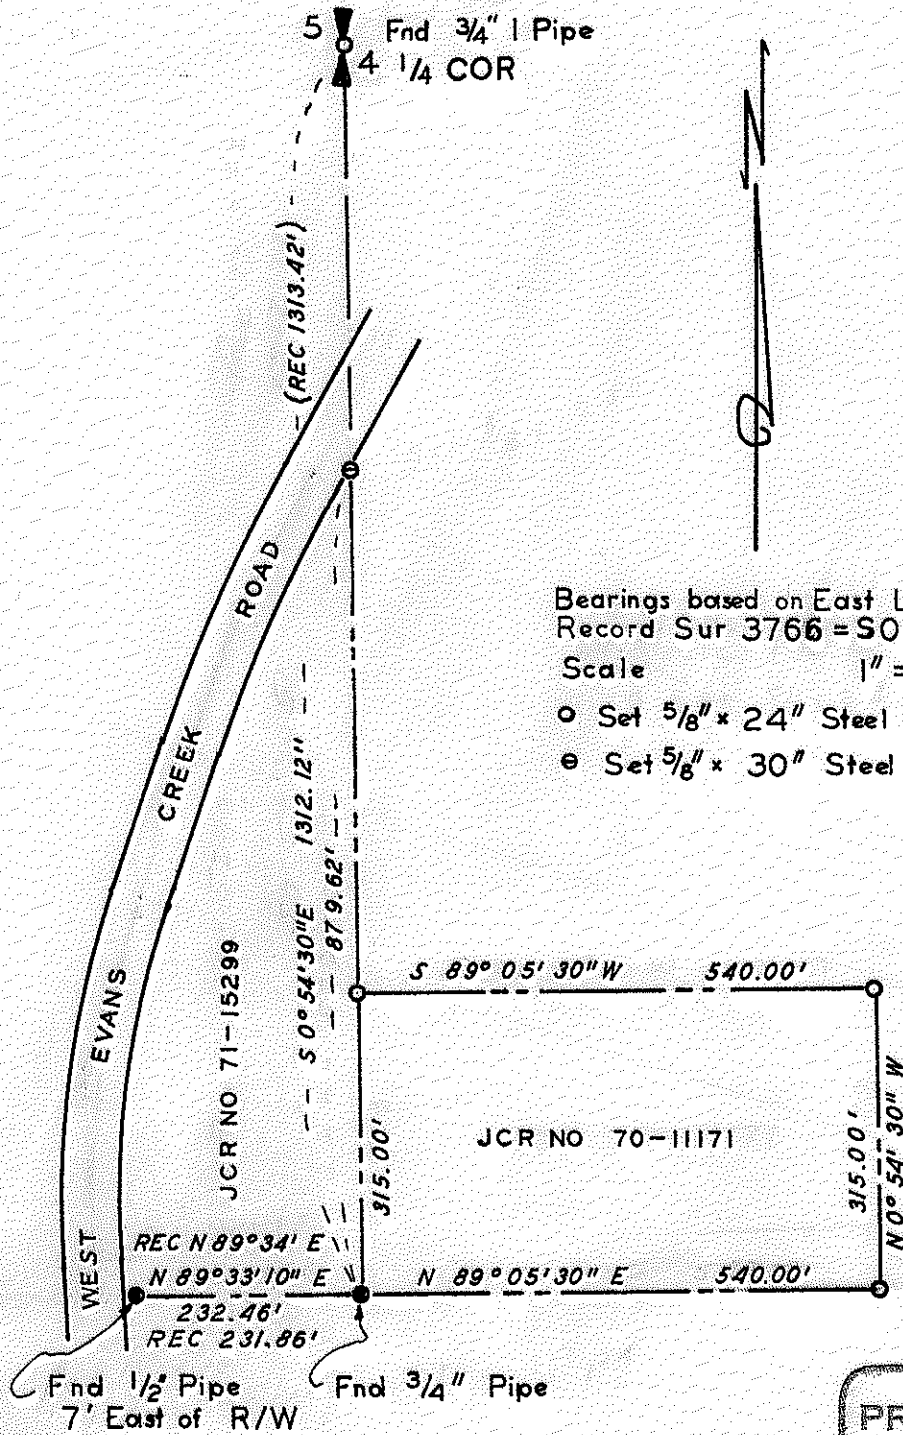 5 Fnd 3/4" I Pipe
4 1/4 COR
N
(REC 1313.42')
ROAD
CREEK
EVANS
WEST
Bearings based on East L
Record Sur 3766 = S0
Scale 1" =
Set 5/8" x 24" Steel
Set 5/8" x 30" Steel
S 0° 54' 30" E 1312.12"
879.62'
JCR NO 71-15299
S 89° 05' 30" W 540.00'
315.00'
JCR NO 70-11171
315.00'
N 0° 54' 30" W
REC N 89° 34' E
N 89° 33' 10" E
232.46'
REC 231.86'
N 89° 05' 30" E 540.00'
Fnd 1/2" Pipe
7' East of R/W
Fnd 3/4" Pipe
PR